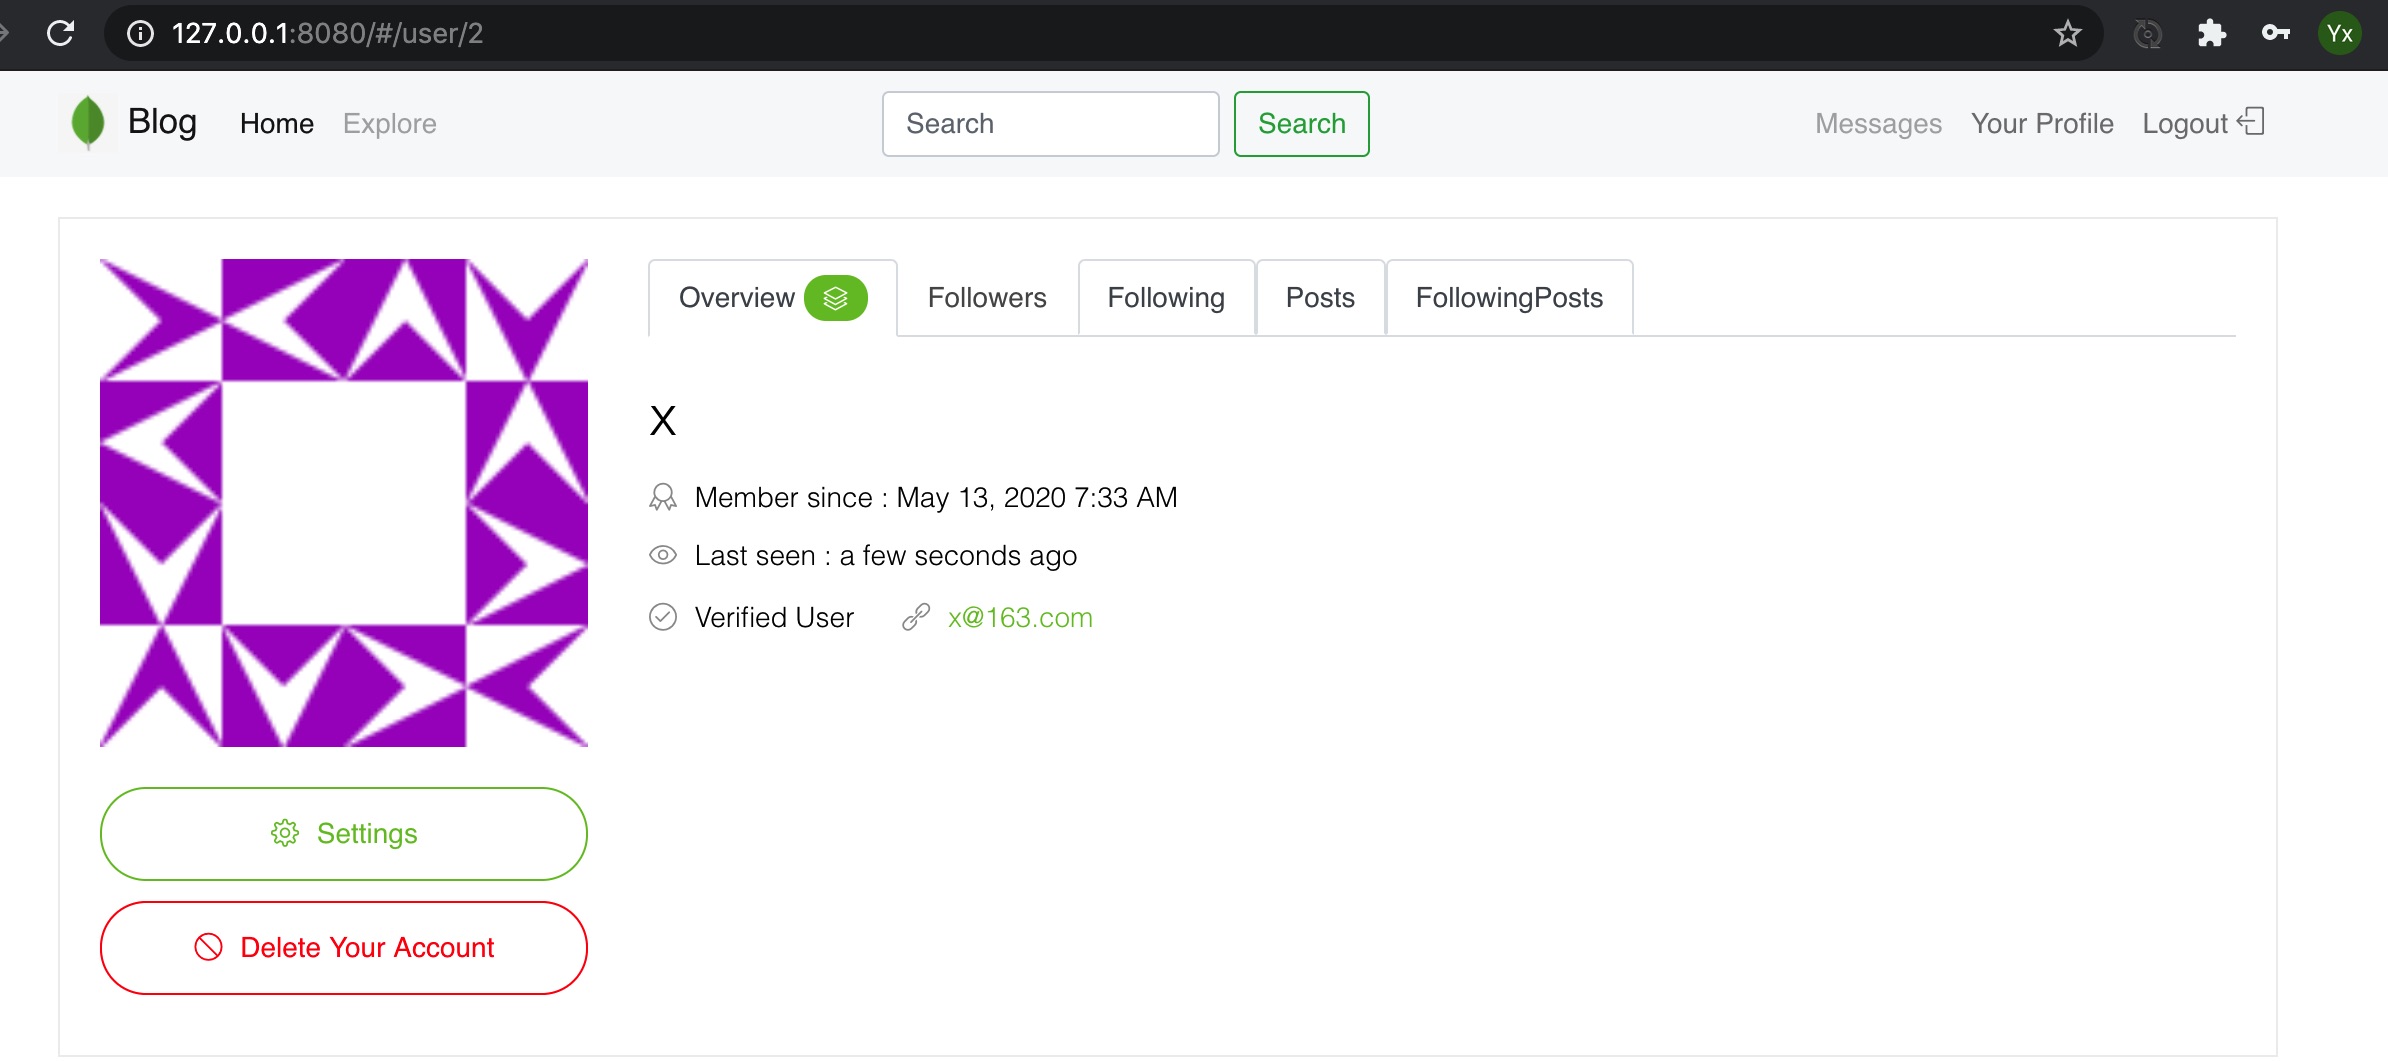 127.0.0.1:8080/#/user/2
Yx
Blog Home Explore Search Search Messages Your Profile Logout
Overview Followers Following Posts FollowingPosts
X
Member since : May 13, 2020 7:33 AM
Last seen : a few seconds ago
Verified User x@163.com
Settings
Delete Your Account